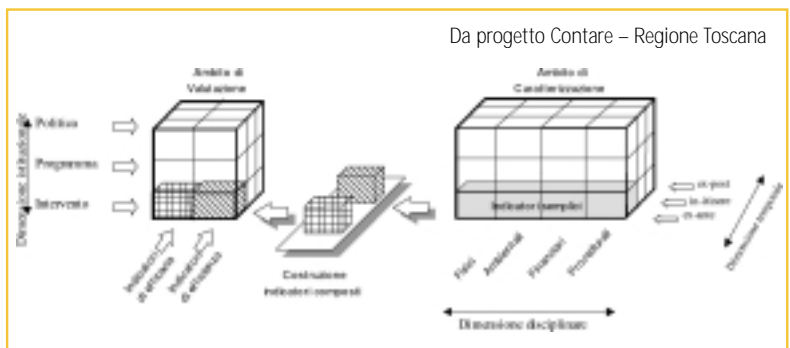 Da progetto Contare – Regione Toscana
Ambito di
Valutazione
Ambito di
Caratterizzazione
Politica
Programma
Intervento
Dimensione istituzionale
Indicatori
di efficacia
Indicatori
di efficienza
Costruzione
indicatori composti
Indicatori semplici
ex-post
in-itinere
ex-ante
Dimensione temporale
Fisici
Ambientali
Finanziari
Procedurali
Dimensione disciplinare